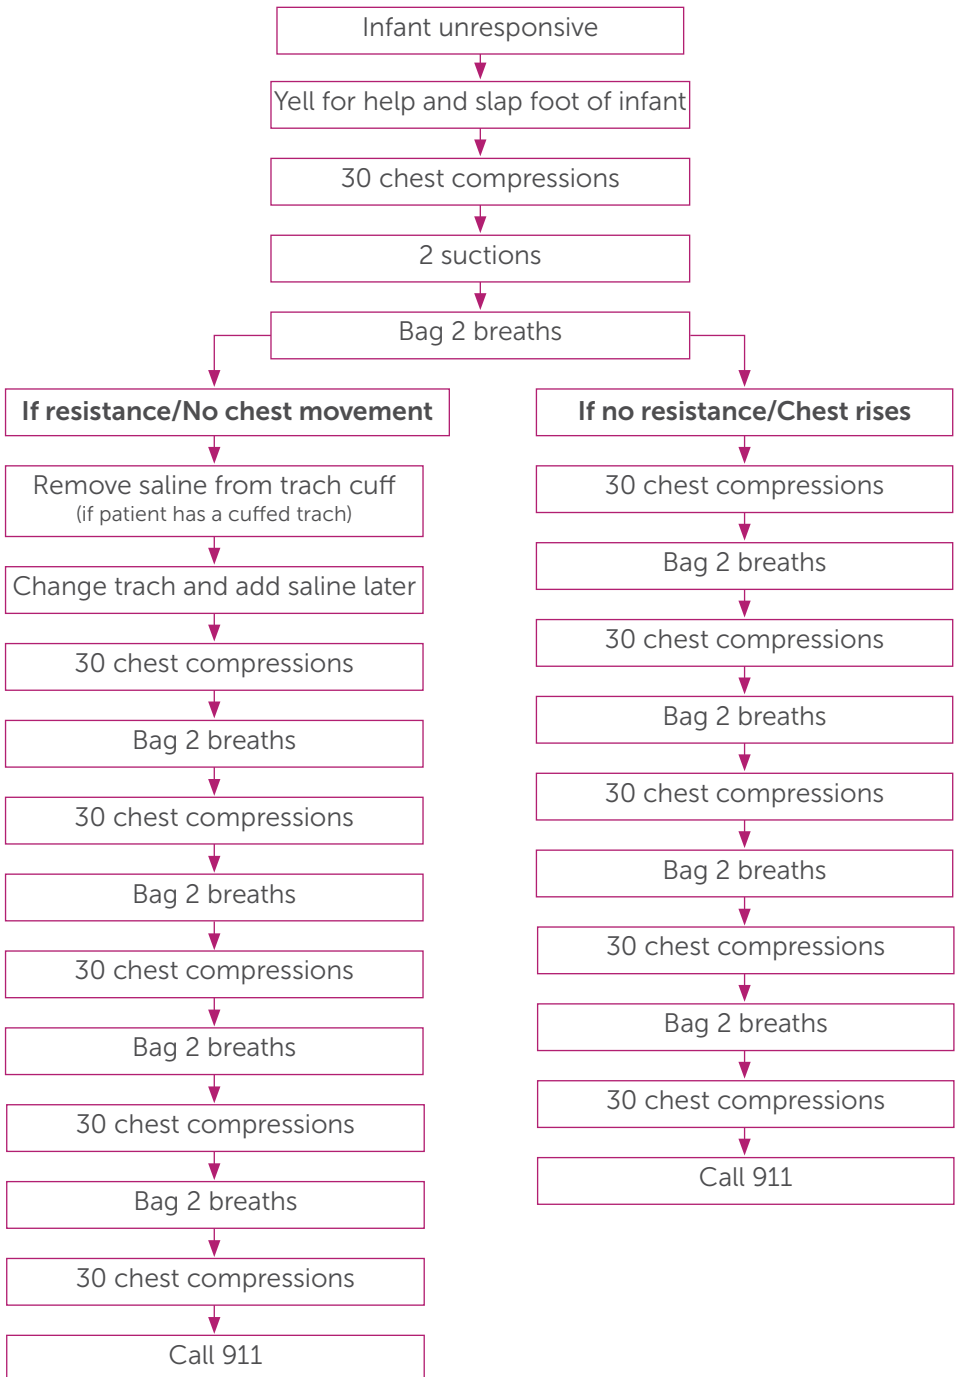 Infant unresponsive
Yell for help and slap foot of infant
30 chest compressions
2 suctions
Bag 2 breaths
If resistance/No chest movement
Remove saline from trach cuff
(if patient has a cuffed trach)
Change trach and add saline later
30 chest compressions
Bag 2 breaths
30 chest compressions
Bag 2 breaths
30 chest compressions
Bag 2 breaths
30 chest compressions
Bag 2 breaths
30 chest compressions
Call 911
If no resistance/Chest rises
30 chest compressions
Bag 2 breaths
30 chest compressions
Bag 2 breaths
30 chest compressions
Bag 2 breaths
30 chest compressions
Bag 2 breaths
30 chest compressions
Call 911